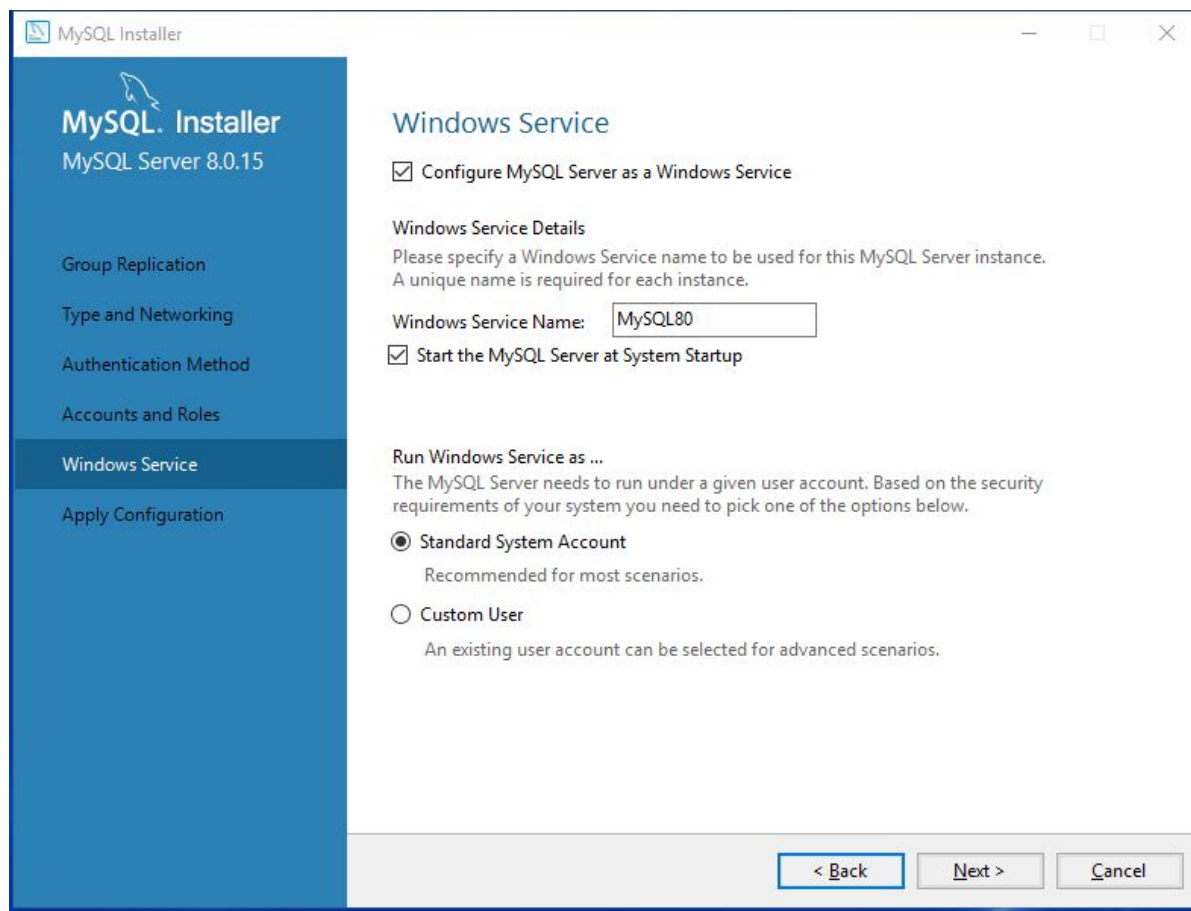 MySQL Installer
MySQL. Installer
MySQL Server 8.0.15
Group Replication
Type and Networking
Authentication Method
Accounts and Roles
Windows Service
Apply Configuration
Windows Service
Configure MySQL Server as a Windows Service
Windows Service Details
Please specify a Windows Service name to be used for this MySQL Server instance.
A unique name is required for each instance.
Windows Service Name: MySQL80
Start the MySQL Server at System Startup
Run Windows Service as ...
The MySQL Server needs to run under a given user account. Based on the security
requirements of your system you need to pick one of the options below.
Standard System Account
Recommended for most scenarios.
Custom User
An existing user account can be selected for advanced scenarios.
< Back Next > Cancel